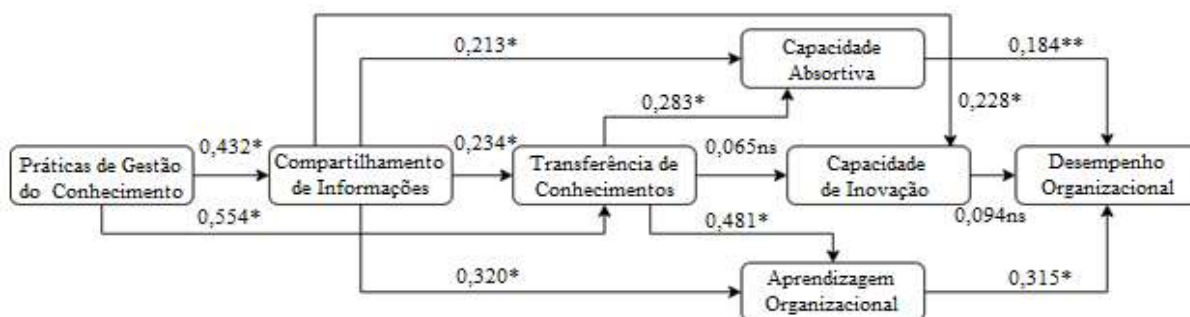 0,213*
Capacidade
Absortiva
0,184**
0,283*
0,228*
Práticas de Gestão
do Conhecimento
0,432*
Compartilhamento
de Informações
0,234*
Transferência de
Conhecimentos
0,065ns
Capacidade
de Inovação
0,094ns
Desempenho
Organizacional
0,554*
0,481*
0,320*
Aprendizagem
Organizacional
0,315*